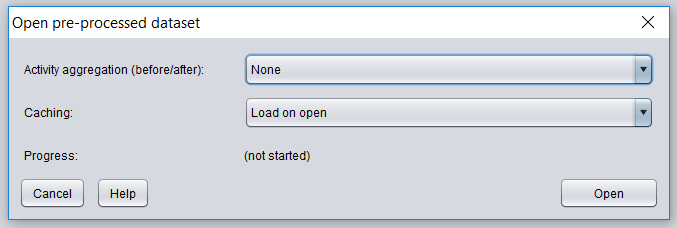 Open pre-processed dataset
Activity aggregation (before/after): None
Caching: Load on open
Progress: (not started)
Cancel Help Open